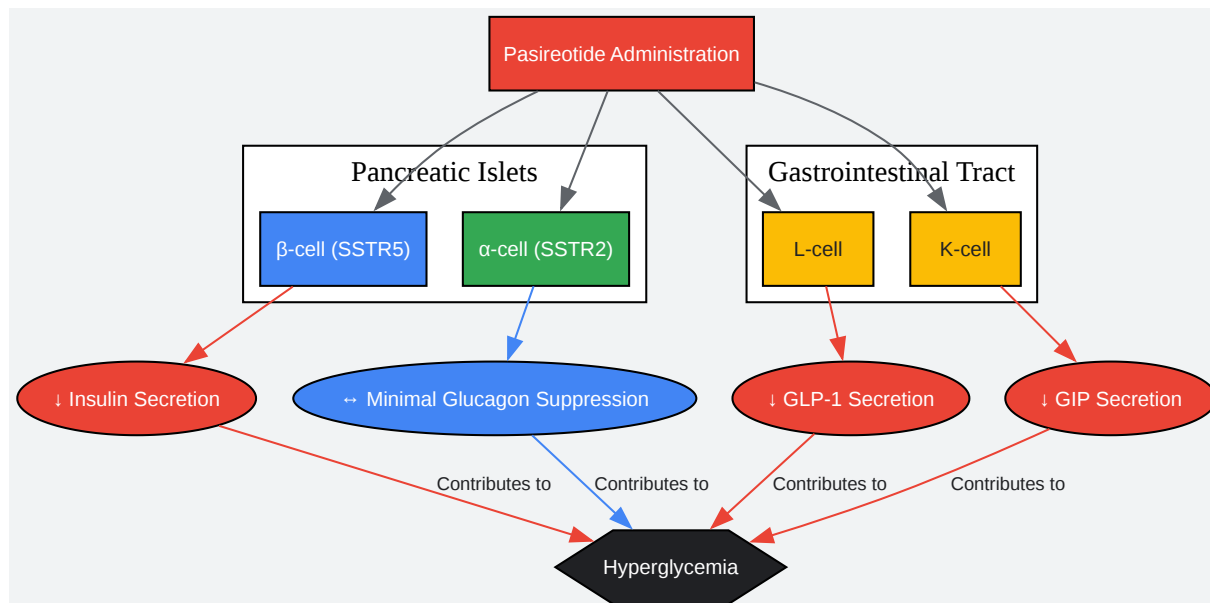 Pasireotide Administration
Pancreatic Islets
Gastrointestinal Tract
β-cell (SSTR5)
α-cell (SSTR2)
L-cell
K-cell
↓ Insulin Secretion
↔ Minimal Glucagon Suppression
↓ GLP-1 Secretion
↓ GIP Secretion
Contributes to
Contributes to
Contributes to
Contributes to
Hyperglycemia